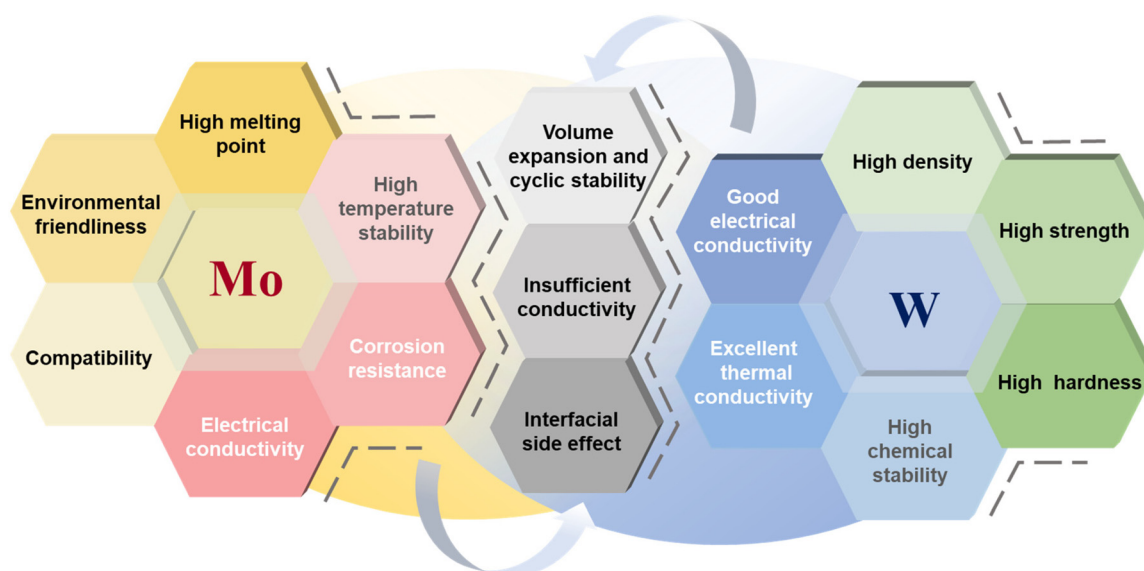 High melting
point
Environmental
friendliness
High
temperature
stability
Mo
Compatibility
Corrosion
resistance
Electrical
conductivity
Volume
expansion and
cyclic stability
Insufficient
conductivity
Interfacial
side effect
Good
electrical
conductivity
High density
High strength
W
Excellent
thermal
conductivity
High hardness
High
chemical
stability